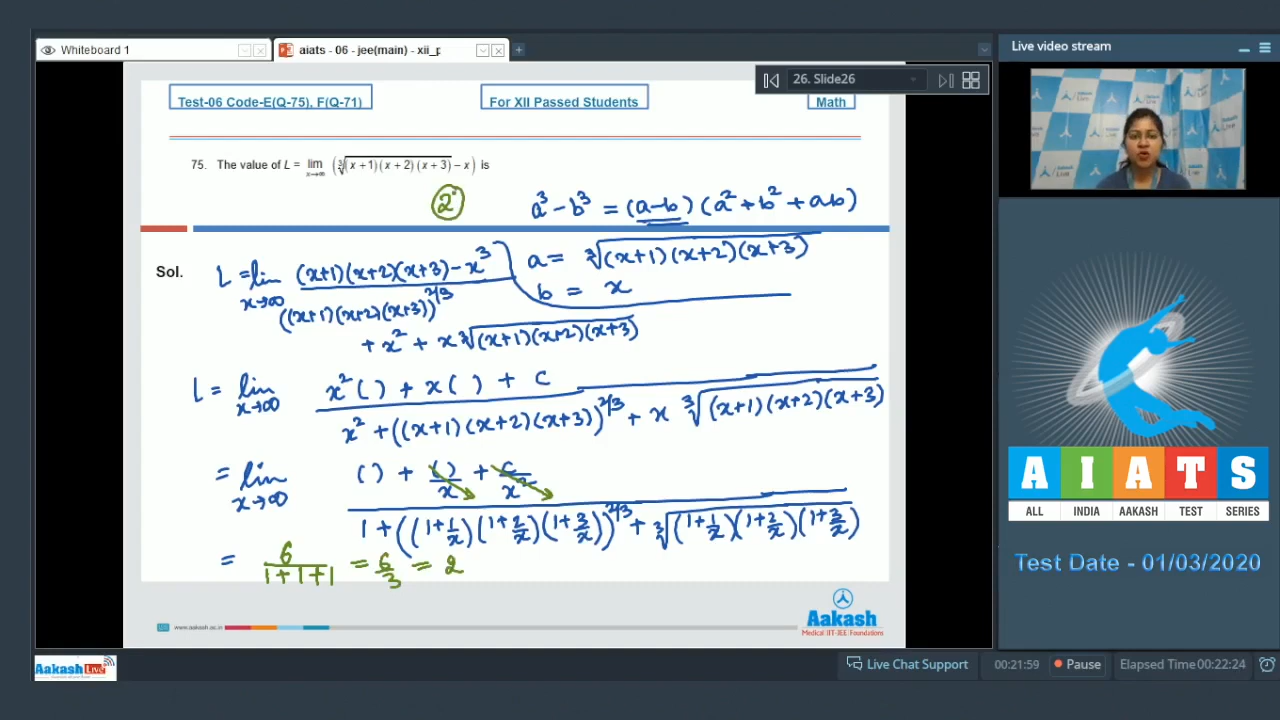 Whiteboard 1
aiats - 06 - jee(main) - xii_p
Live video stream
26. Slide26
Test-06 Code-E(Q-75), F(Q-71)
For XII Passed Students
Math
75. The value of L = lim x→∞ (∛(x + 1)(x + 2)(x + 3) − x) is
2
a³ − b³ = (a−b) (a² + b² + ab)
Sol.
L = lim x→∞ (x+1)(x+2)(x+3) − x³
((x+1)(x+2)(x+3))^2/3
+ x² + x ∛(x+1)(x+2)(x+3)
a = ∛(x+1)(x+2)(x+3)
b = x
L = lim x→∞ x² ( ) + x ( ) + c
x² + ((x+1)(x+2)(x+3))^2/3 + x ∛(x+1)(x+2)(x+3)
= lim x→∞ ( ) + ( )/x + c/x²
1 + ((1+1/x)(1+2/x)(1+3/x))^2/3 + ∛(1+1/x)(1+2/x)(1+3/x)
= 6/(1+1+1) = 6/3 = 2
www.aakash.ac.in
Aakash
Medical|IIT-JEE|Foundations
A I A T S
ALL INDIA AAKASH TEST SERIES
Test Date - 01/03/2020
Aakash Live
Live Chat Support
00:21:59
Pause
Elapsed Time 00:22:24